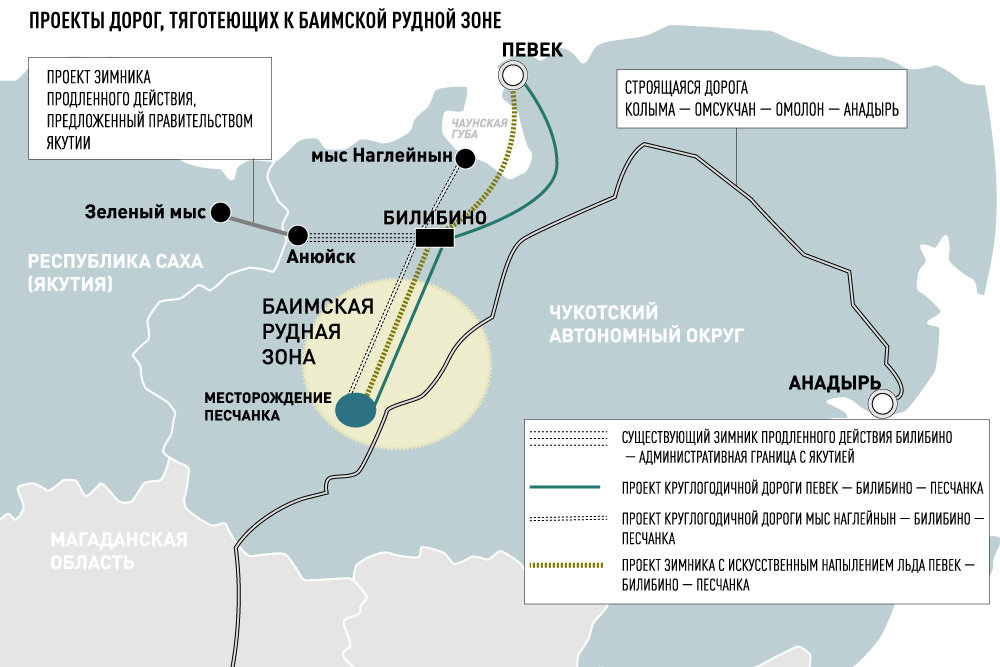 ПРОЕКТЫ ДОРОГ, ТЯГОТЕЮЩИХ К БАИМСКОЙ РУДНОЙ ЗОНЕ
ПЕВЕК
ПРОЕКТ ЗИМНИКА
ПРОДЛЕННОГО ДЕЙСТВИЯ,
ПРЕДЛОЖЕННЫЙ ПРАВИТЕЛЬСТВОМ
ЯКУТИИ
СТРОЯЩАЯСЯ ДОРОГА
КОЛЫМА — ОМСУКЧАН — ОМОЛОН — АНАДЫРЬ
ЧАУНСКАЯ
ГУБА
мыс Наглейнын
Зеленый мыс
БИЛИБИНО
Анюйск
РЕСПУБЛИКА САХА
(ЯКУТИЯ)
БАИМСКАЯ
РУДНАЯ
ЗОНА
ЧУКОТСКИЙ
АВТОНОМНЫЙ ОКРУГ
АНАДЫРЬ
МЕСТОРОЖДЕНИЕ
ПЕСЧАНКА
МАГАДАНСКАЯ
ОБЛАСТЬ
СУЩЕСТВУЮЩИЙ ЗИМНИК ПРОДЛЕННОГО ДЕЙСТВИЯ БИЛИБИНО
— АДМИНИСТРАТИВНАЯ ГРАНИЦА С ЯКУТИЕЙ
ПРОЕКТ КРУГЛОГОДИЧНОЙ ДОРОГИ ПЕВЕК — БИЛИБИНО — ПЕСЧАНКА
ПРОЕКТ КРУГЛОГОДИЧНОЙ ДОРОГИ МЫС НАГЛЕЙНЫН — БИЛИБИНО —
ПЕСЧАНКА
ПРОЕКТ ЗИМНИКА С ИСКУССТВЕННЫМ НАПЫЛЕНИЕМ ЛЬДА ПЕВЕК —
БИЛИБИНО — ПЕСЧАНКА